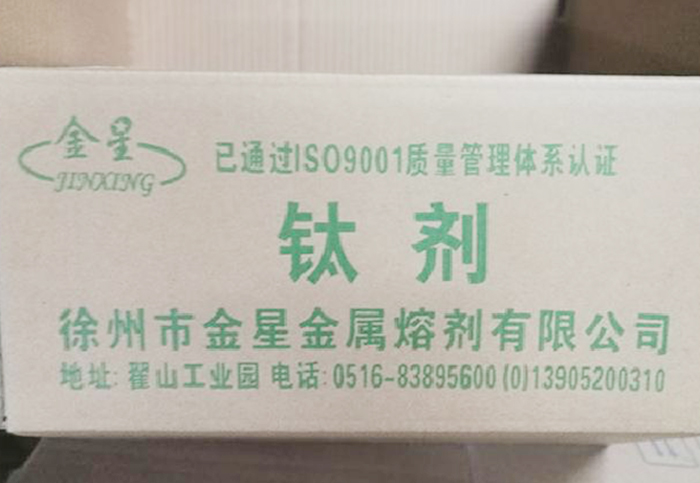 金星
JINXING
已通过ISO9001质量管理体系认证
钛剂
徐州市金星金属熔剂有限公司
地址:翟山工业园 电话:0516-83895600(0)13905200310